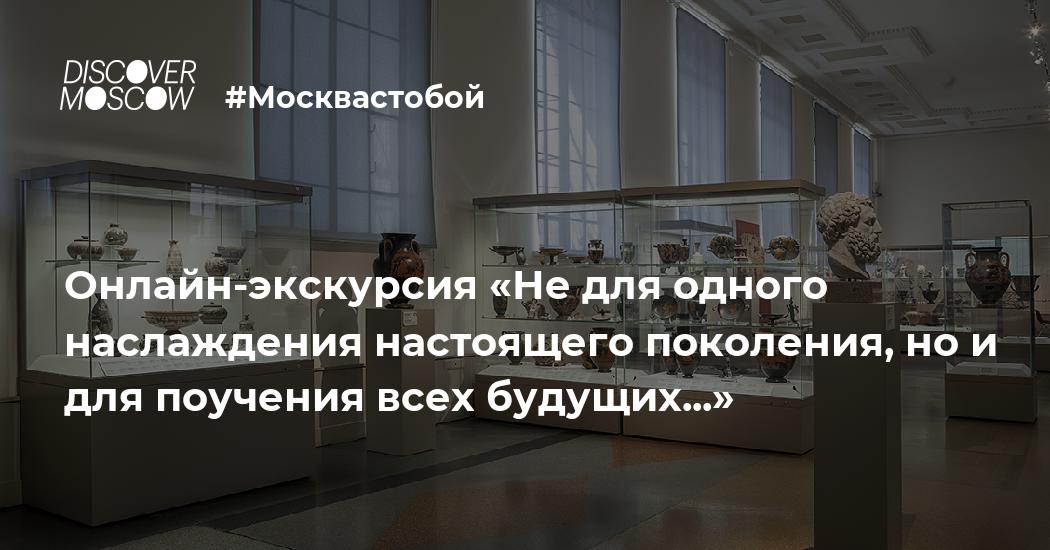 DISCOVER
MOSCOW
#Москвастобой
Онлайн-экскурсия «Не для одного
наслаждения настоящего поколения, но и
для поучения всех будущих...»